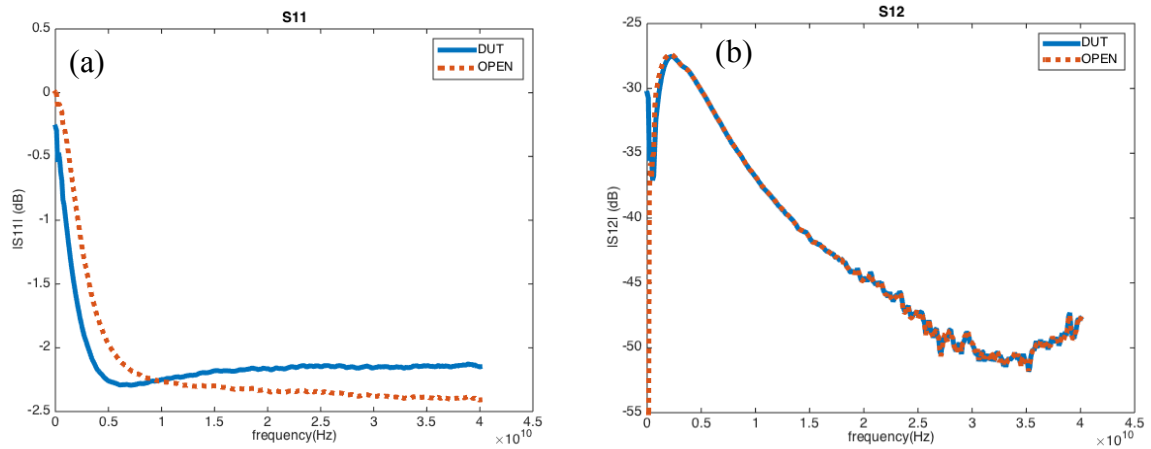 S11
(a)
DUT
OPEN
0.5
0
-0.5
-1
-1.5
-2
-2.5
|S11| (dB)
0 0.5 1 1.5 2 2.5 3 3.5 4 4.5
frequency(Hz)
×10^10
S12
(b)
DUT
OPEN
-25
-30
-35
-40
-45
-50
-55
|S12| (dB)
0 0.5 1 1.5 2 2.5 3 3.5 4 4.5
frequency(Hz)
×10^10